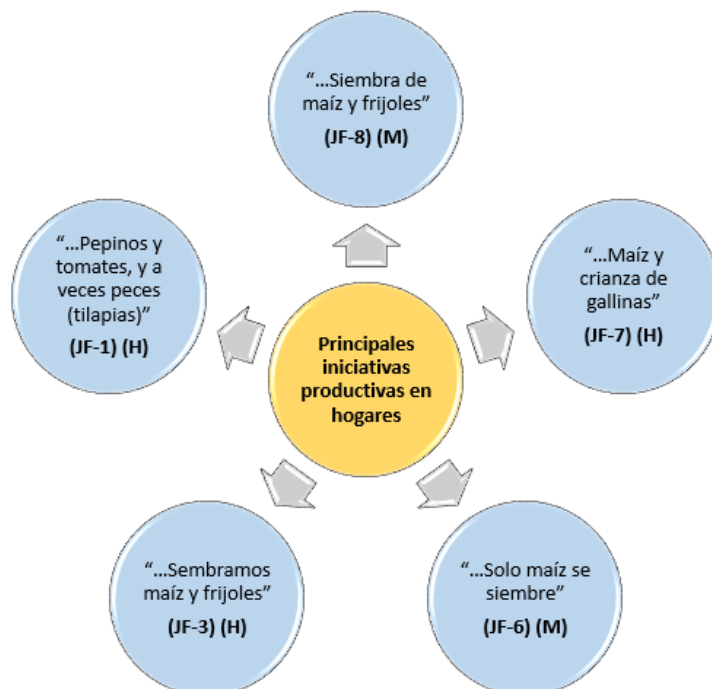 “...Siembra de
maíz y frijoles”
(JF-8) (M)
“...Pepinos y
tomates, y a
veces peces
(tilapias)”
(JF-1) (H)
“...Maíz y
crianza de
gallinas”
(JF-7) (H)
Principales
iniciativas
productivas en
hogares
“...Sembramos
maíz y frijoles”
(JF-3) (H)
“...Solo maíz se
siembre”
(JF-6) (M)